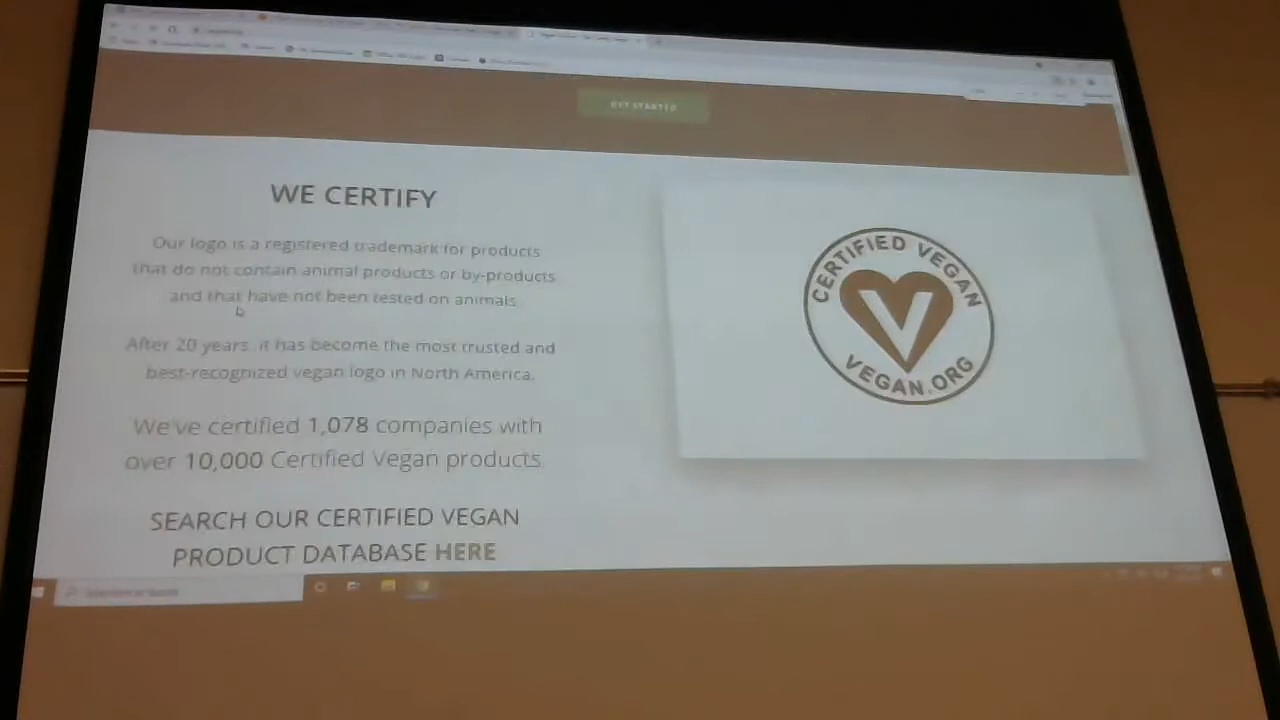 GET STARTED
WE CERTIFY
Our logo is a registered trademark for products
that do not contain animal products or by-products
and that have not been tested on animals.
After 20 years, it has become the most trusted and
best-recognized vegan logo in North America.
We've certified 1,078 companies with
over 10,000 Certified Vegan products.
SEARCH OUR CERTIFIED VEGAN
PRODUCT DATABASE HERE
CERTIFIED VEGAN
V
VEGAN.ORG